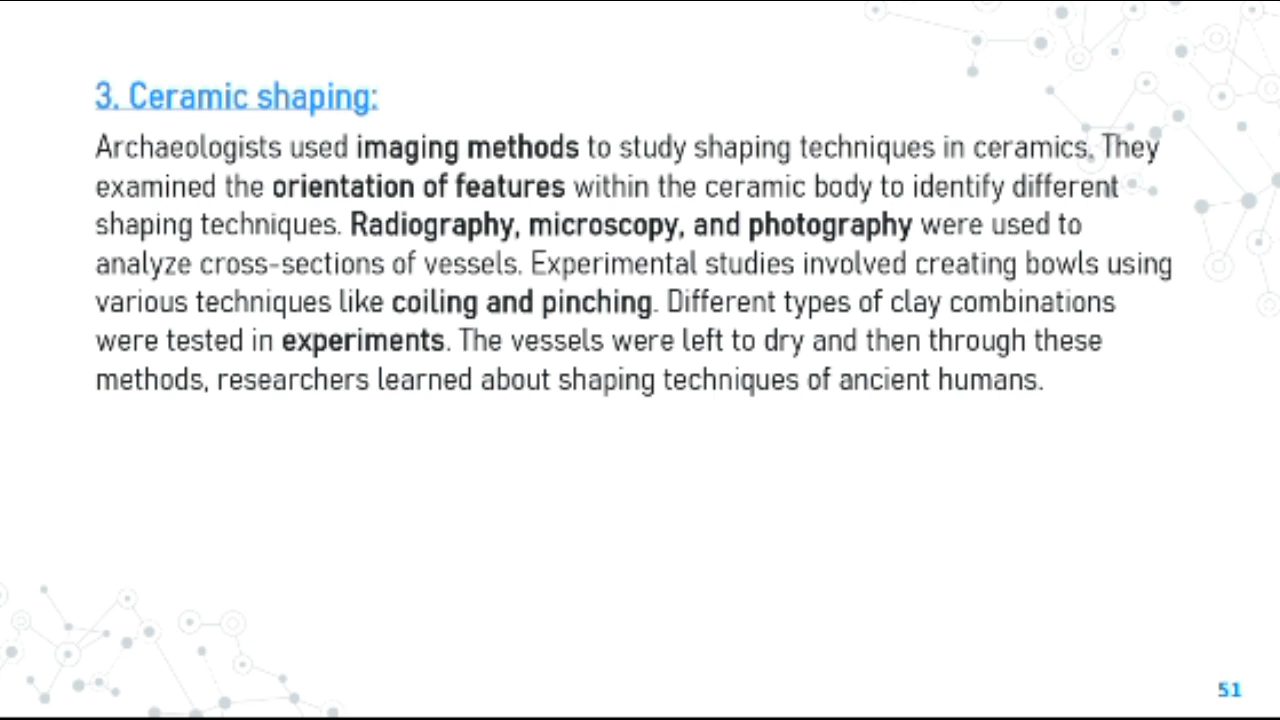 3. Ceramic shaping:
Archaeologists used imaging methods to study shaping techniques in ceramics. They
examined the orientation of features within the ceramic body to identify different
shaping techniques. Radiography, microscopy, and photography were used to
analyze cross-sections of vessels. Experimental studies involved creating bowls using
various techniques like coiling and pinching. Different types of clay combinations
were tested in experiments. The vessels were left to dry and then through these
methods, researchers learned about shaping techniques of ancient humans.
51